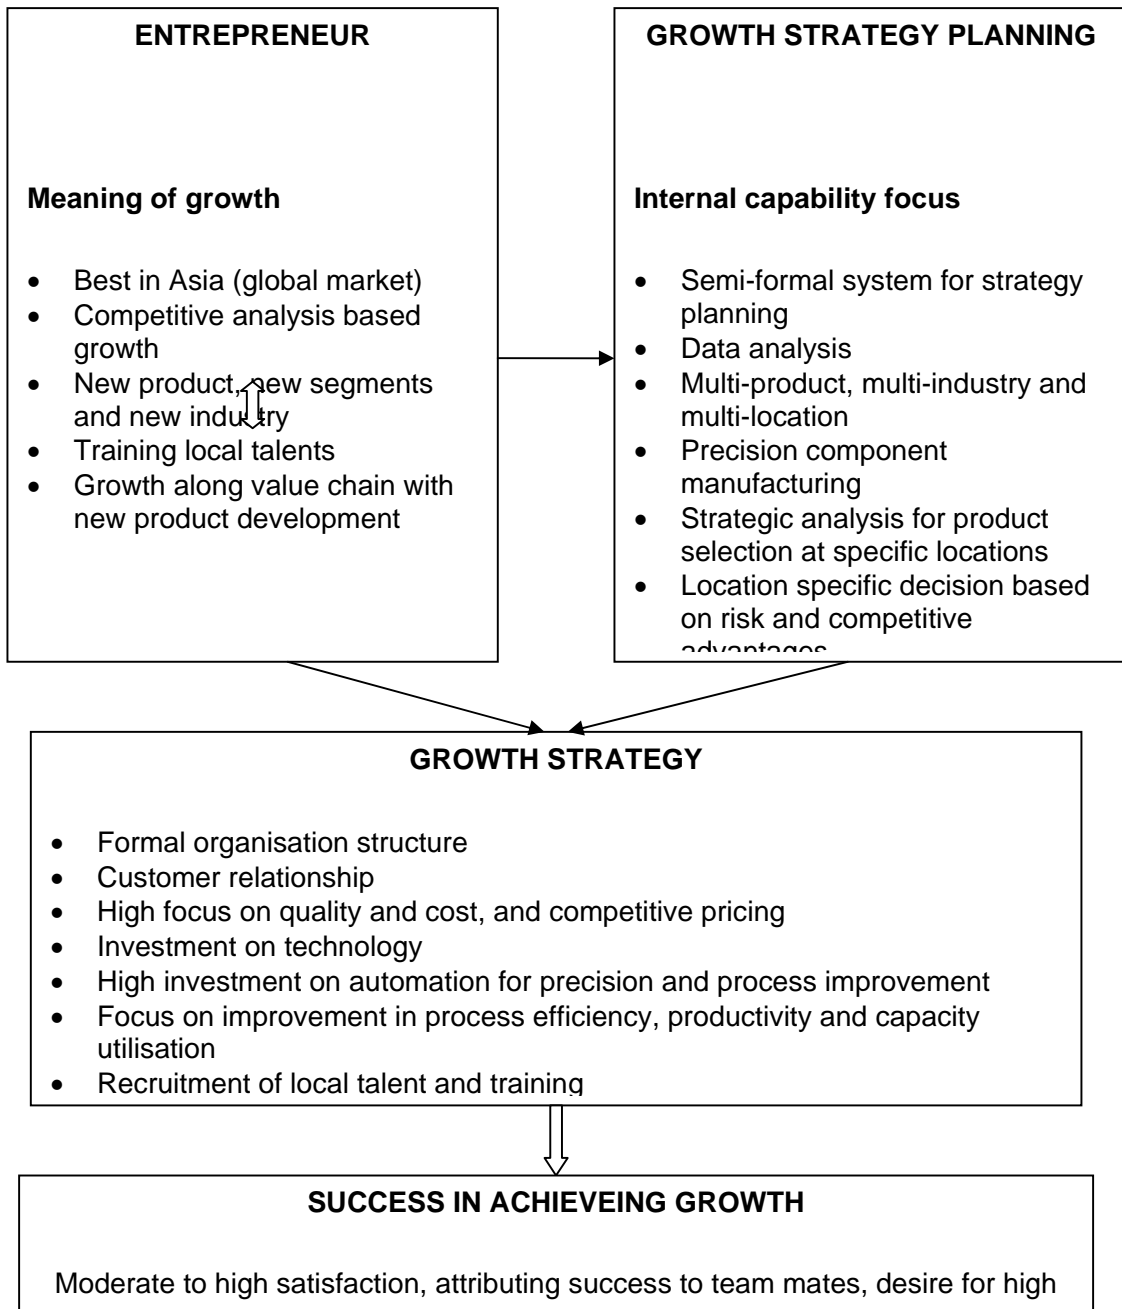 ENTREPRENEUR
Meaning of growth
• Best in Asia (global market)
• Competitive analysis based
growth
• New product, new segments
and new industry
• Training local talents
• Growth along value chain with
new product development
GROWTH STRATEGY PLANNING
Internal capability focus
• Semi-formal system for strategy
planning
• Data analysis
• Multi-product, multi-industry and
multi-location
• Precision component
manufacturing
• Strategic analysis for product
selection at specific locations
• Location specific decision based
on risk and competitive
advantages
GROWTH STRATEGY
• Formal organisation structure
• Customer relationship
• High focus on quality and cost, and competitive pricing
• Investment on technology
• High investment on automation for precision and process improvement
• Focus on improvement in process efficiency, productivity and capacity
utilisation
• Recruitment of local talent and training
SUCCESS IN ACHIEVEING GROWTH
Moderate to high satisfaction, attributing success to team mates, desire for high